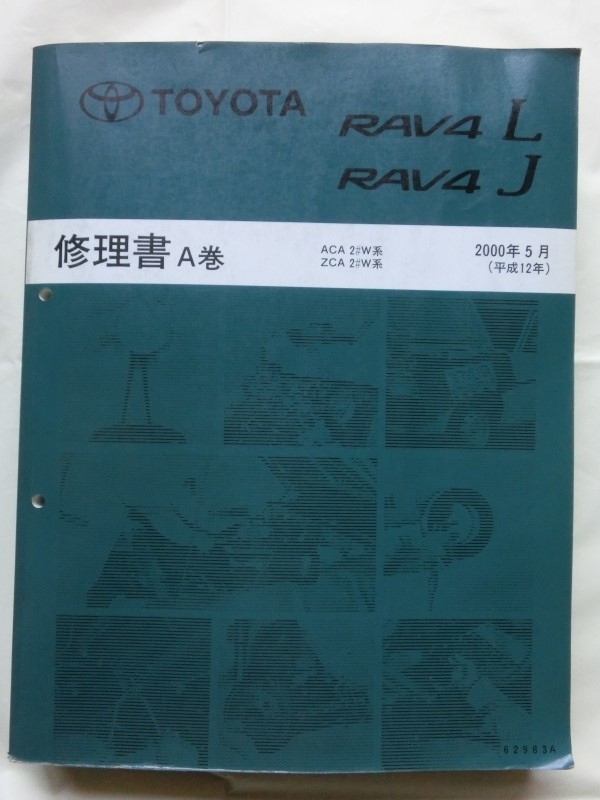 TOYOTA
RAV4 L
RAV4 J
修理書 A巻
ACA 2#W系
ZCA 2#W系
2000年5月
(平成12年)
62983A